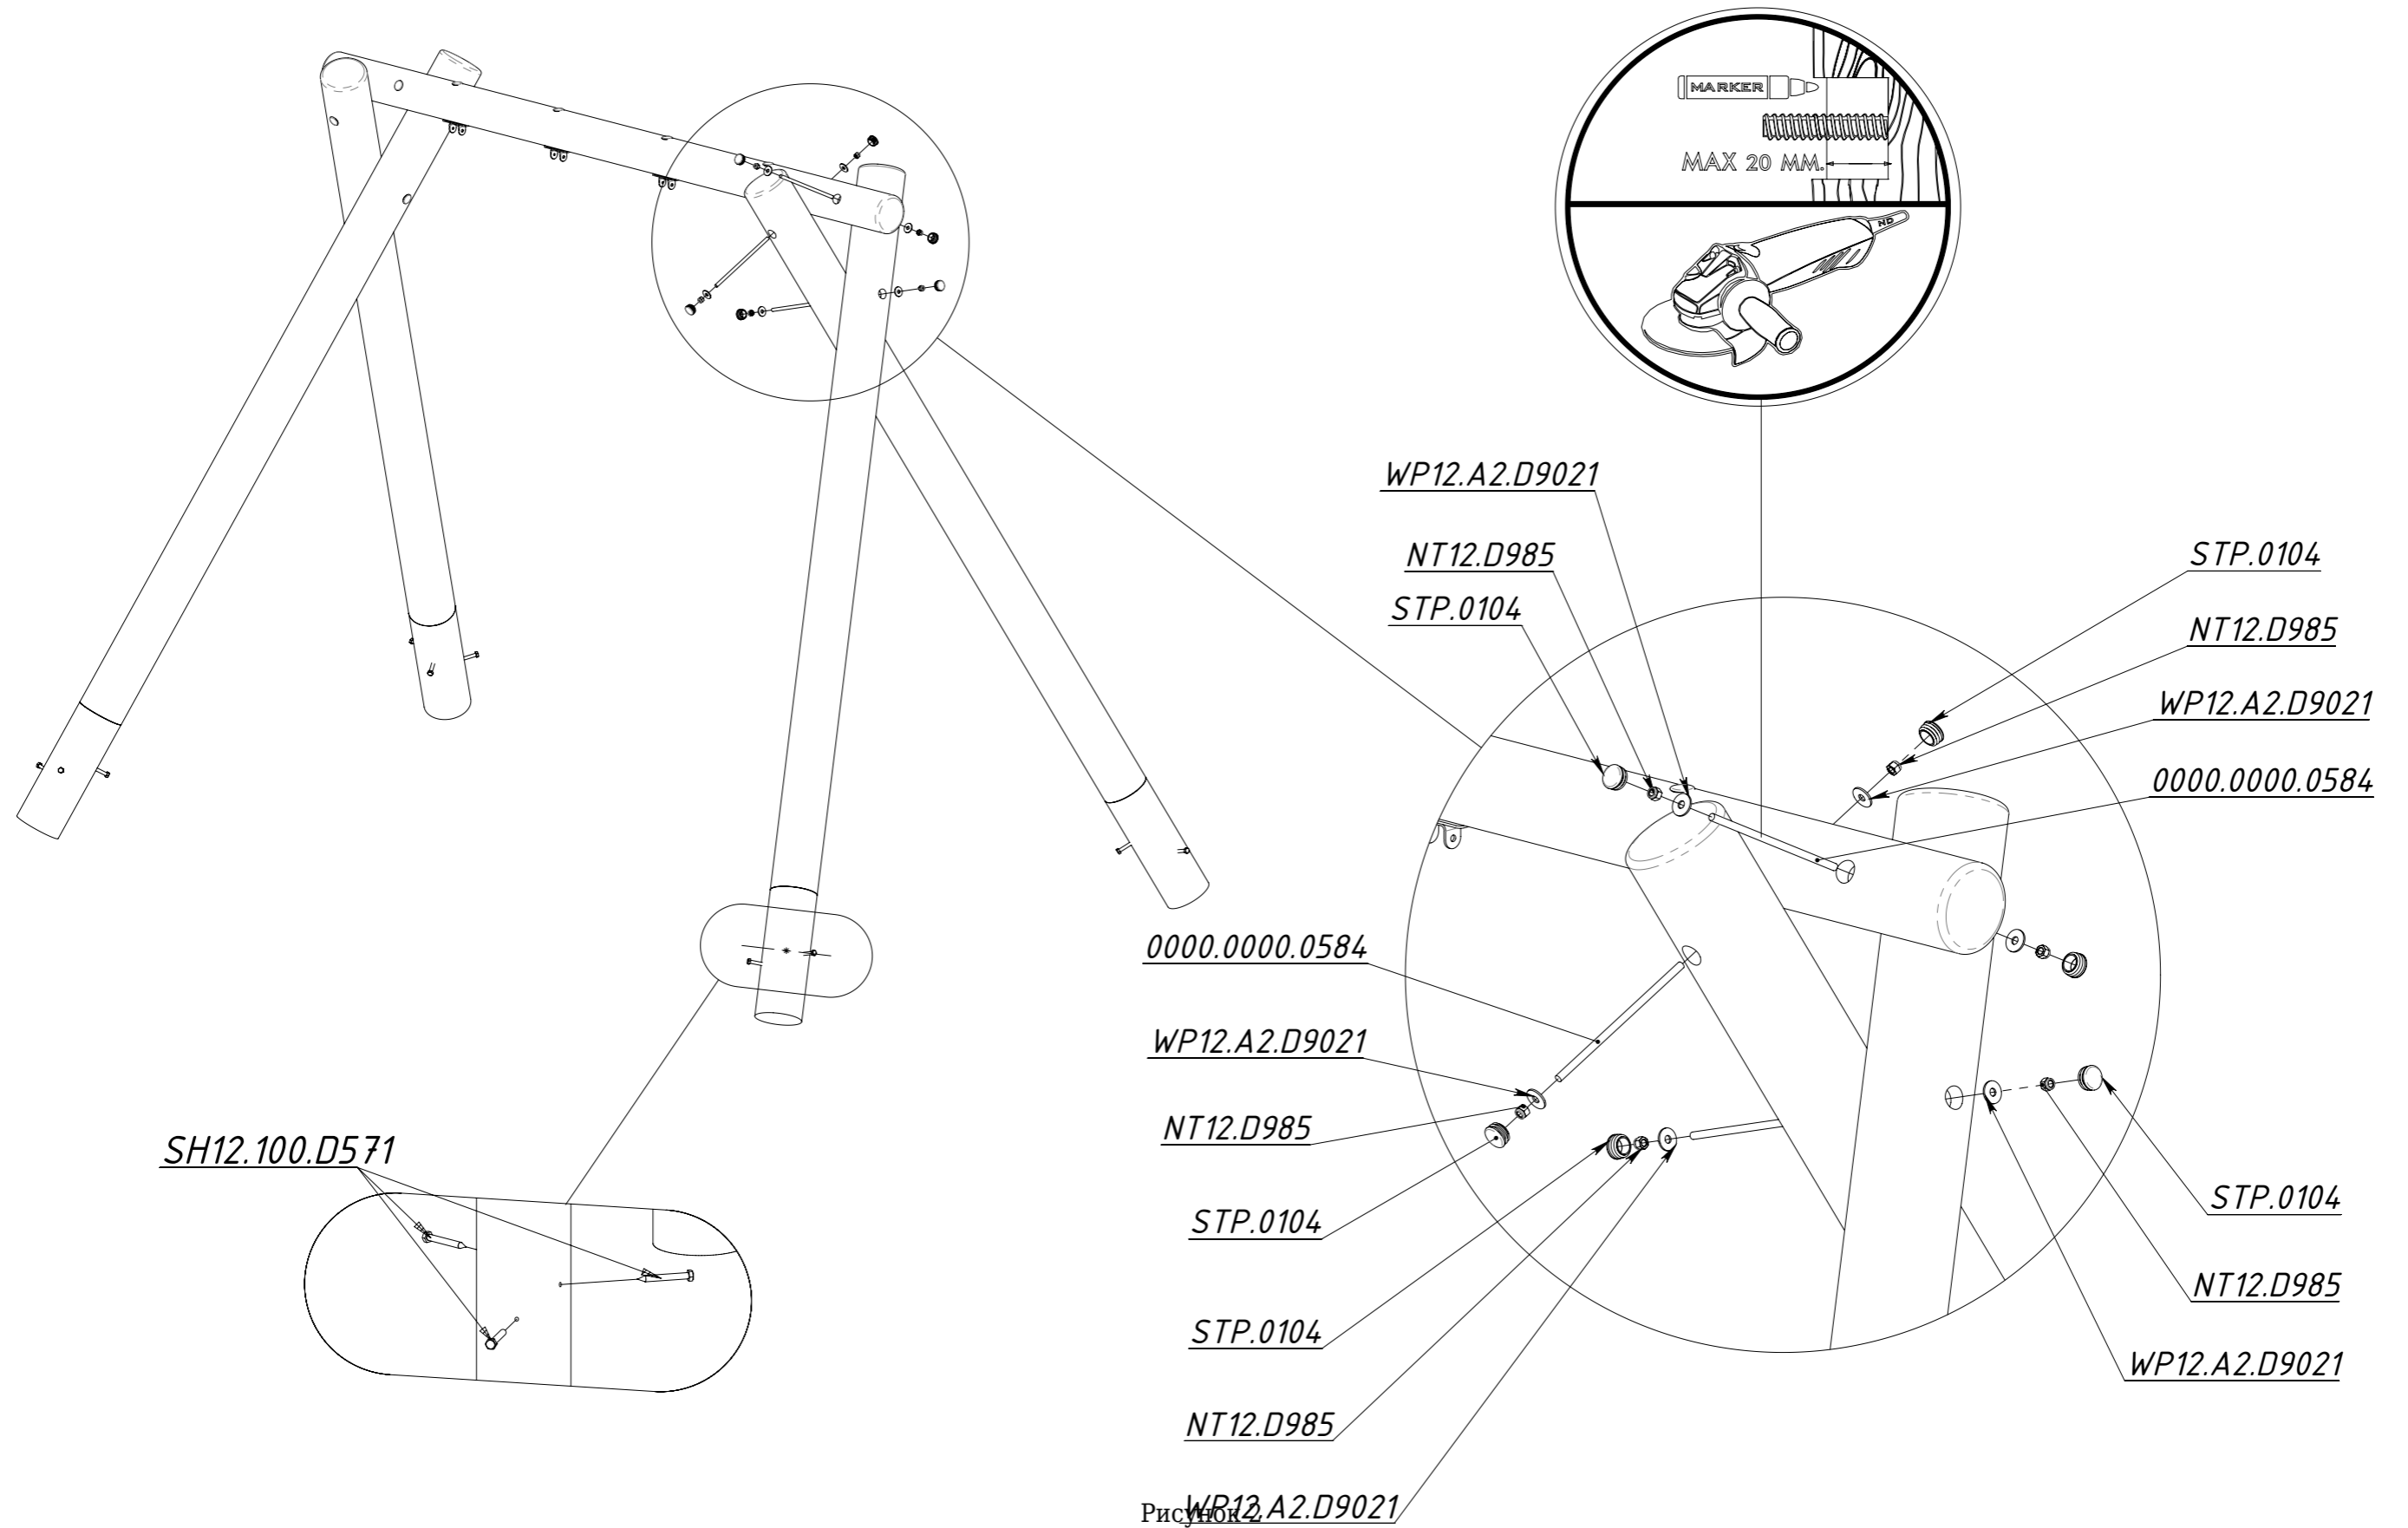 MARKER
MAX 20 MM.
ND
WP12.A2.D9021
NT12.D985
STP.0104
STP.0104
NT12.D985
WP12.A2.D9021
0000.0000.0584
0000.0000.0584
WP12.A2.D9021
NT12.D985
STP.0104
STP.0104
NT12.D985
WP12.A2.D9021
STP.0104
NT12.D985
WP12.A2.D9021
SH12.100.D571
Рисунок 2